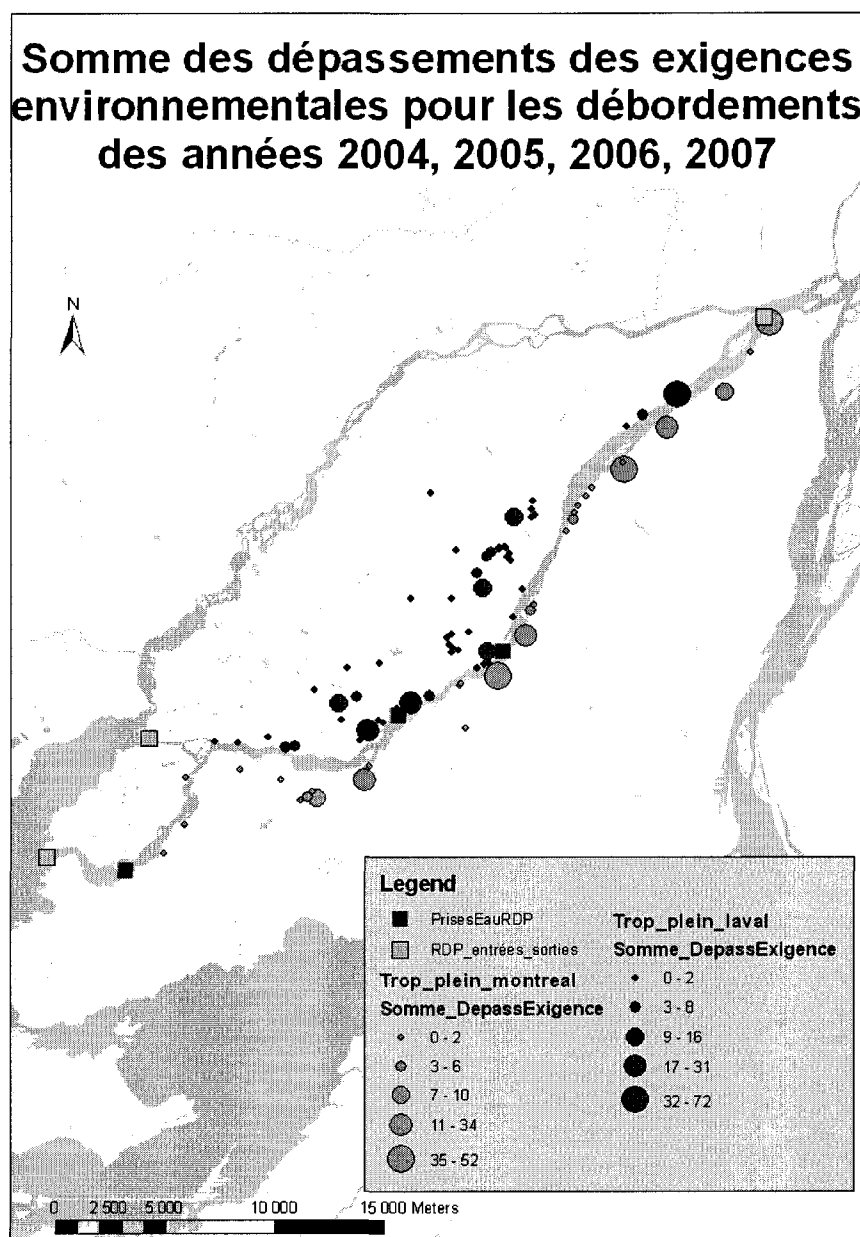 Somme des dépassements des exigences
environnementales pour les débordements
des années 2004, 2005, 2006, 2007
N
Legend
PrisesEauRDP
RDP_entrées_sorties
Trop_plein_montreal
Somme_DepassExigence
0 - 2
3 - 6
7 - 10
11 - 34
35 - 52
Trop_plein_laval
Somme_DepassExigence
0 - 2
3 - 8
9 - 16
17 - 31
32 - 72
0 2 500 5 000 10 000 15 000 Meters